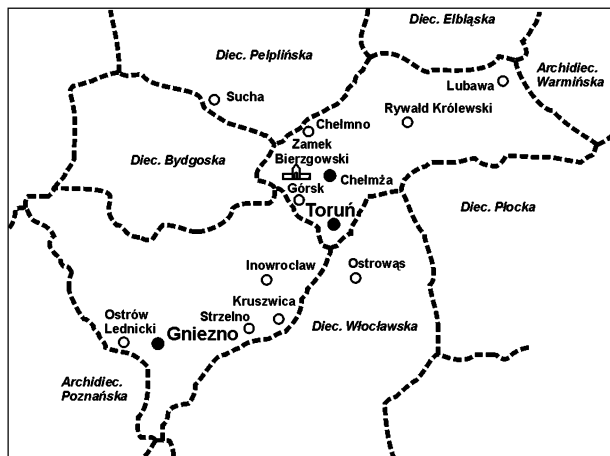 Diec. Elbląska
Diec. Pelplińska
Archidiec.
Warmińska
Lubawa
Sucha
Rywałd Królewski
Chełmno
Zamek
Bierzgowski
Diec. Bydgoska
Chełmża
Górsk
Diec. Płocka
Toruń
Inowrocław
Ostrowąs
Kruszwica
Ostrów
Lednicki
Strzelno
Gniezno
Diec. Włocławska
Archidiec.
Poznańska